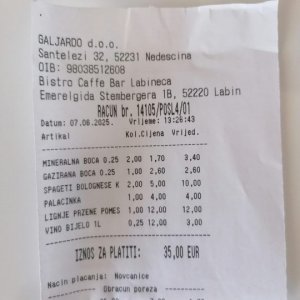 GALJARDO d.o.o.
Santelezi 32, 52231 Nedescina
OIB: 98038512608
Bistro Caffe Bar Labineca
Emerelgida Stembergera 1B, 52220 Labin
RACUN br. 14105/POSL4/01
Datum: 07.06.2025. Vrijeme: 13:26:43
Artikal Kol.Cijena Vrijed.
MINERALNA BOCA 0.25 2,00 1,70 3,40
GAZIRANA BOCA 0.25 1,00 2,60 2,60
SPAGETI BOLOGNESE K 2,00 5,00 10,00
PALACINKA 1,00 4,00 4,00
LIGNJE PRZENE POMES 1,00 12,00 12,00
VINO BIJELO 1L 0,25 12,00 3,00
IZNOS ZA PLATITI: 35,00 EUR
Nacin placanja: Novcanice
Obracun poreza